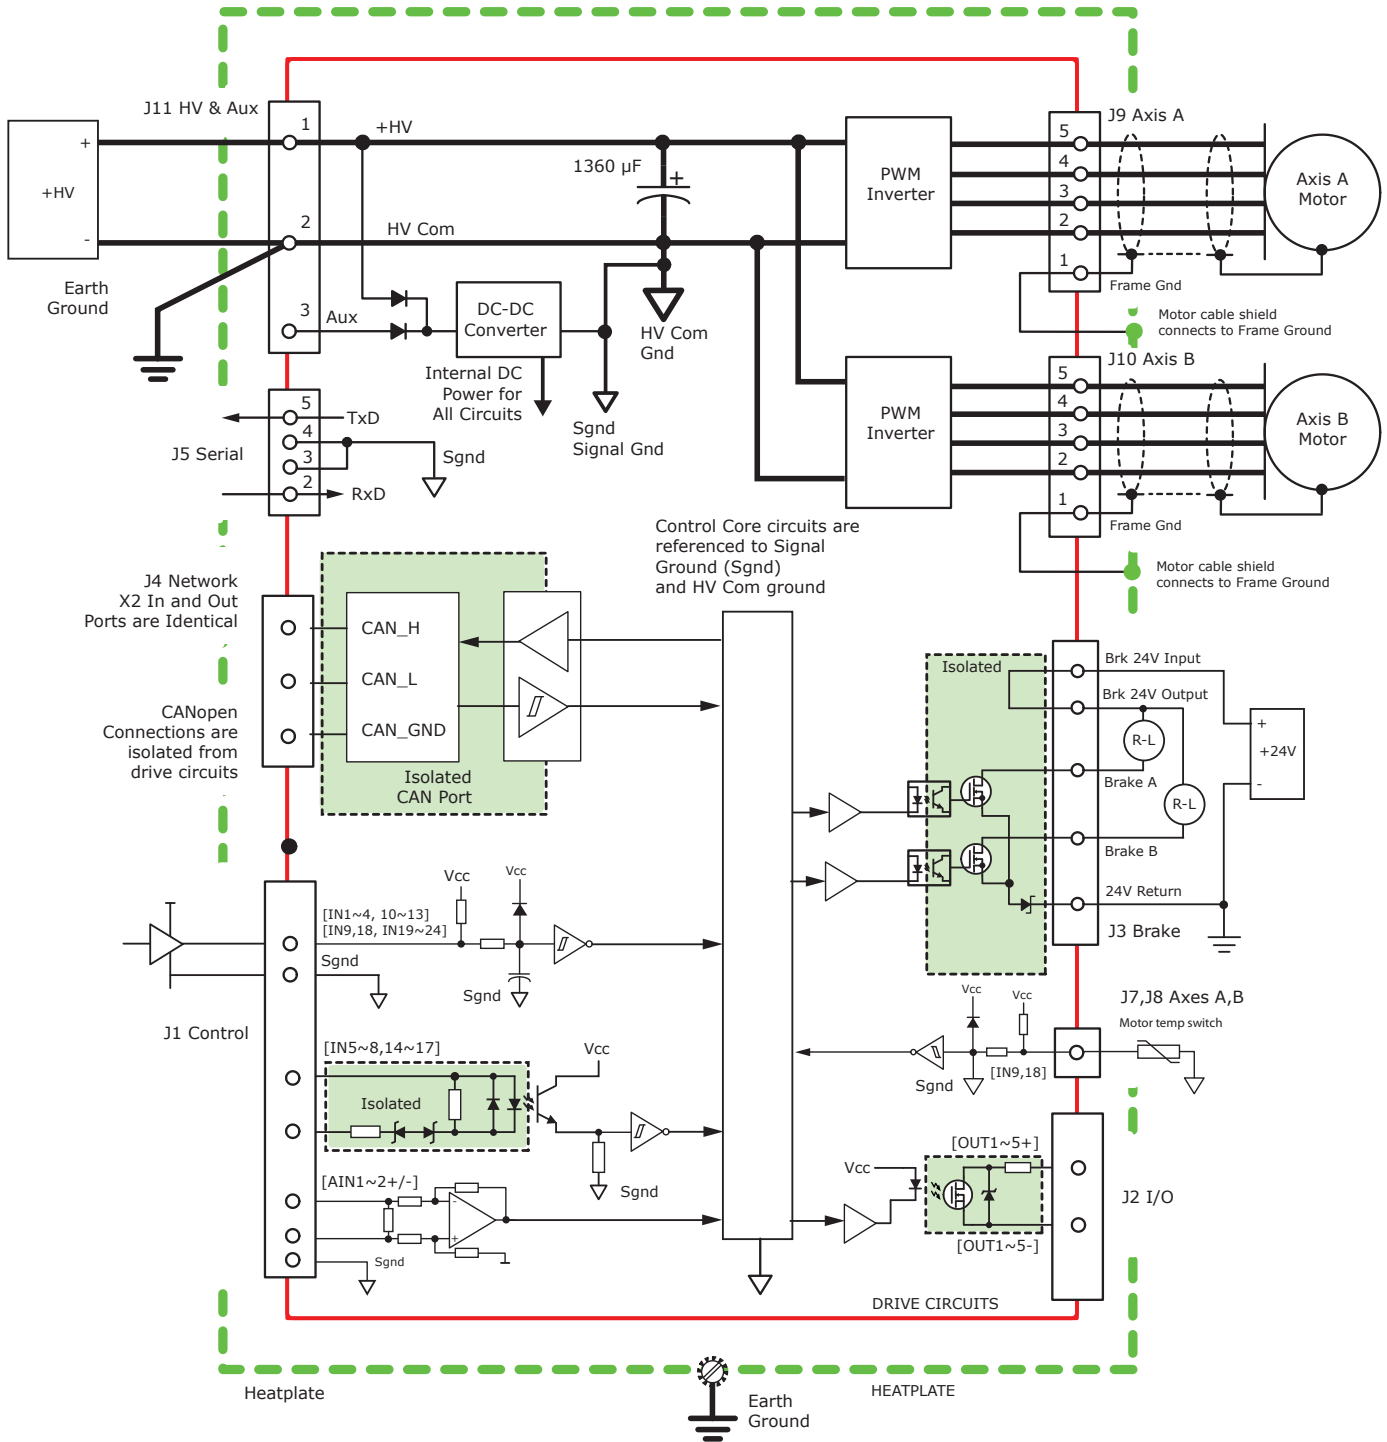 J11 HV & Aux
+
+HV
-
1
+HV
2
HV Com
3
Aux
Earth
Ground
1360 µF
+
DC-DC
Converter
HV Com
Gnd
Internal DC
Power for
All Circuits
Sgnd
Signal Gnd
PWM
Inverter
J9 Axis A
5
4
3
2
1
Axis A
Motor
Frame Gnd
Motor cable shield
connects to Frame Ground
J10 Axis B
PWM
Inverter
5
4
3
2
1
Axis B
Motor
Frame Gnd
Motor cable shield
connects to Frame Ground
J5 Serial
5
TxD
4
3
Sgnd
2
RxD
Control Core circuits are
referenced to Signal
Ground (Sgnd)
and HV Com ground
J4 Network
X2 In and Out
Ports are Identical
CANopen
Connections are
isolated from
drive circuits
CAN_H
CAN_L
CAN_GND
Isolated
CAN Port
Isolated
Brk 24V Input
Brk 24V Output
R-L
+
+24V
-
Brake A
R-L
Brake B
24V Return
J3 Brake
J1 Control
[IN1~4, 10~13]
[IN9,18, IN19~24]
Vcc
Vcc
Sgnd
Sgnd
[IN5~8,14~17]
Isolated
Vcc
Sgnd
[AIN1~2+/-]
-
+
Sgnd
Vcc
Vcc
Sgnd
[IN9,18]
J7,J8 Axes A,B
Motor temp switch
Vcc
[OUT1~5+]
[OUT1~5-]
J2 I/O
DRIVE CIRCUITS
Heatplate
HEATPLATE
Earth
Ground